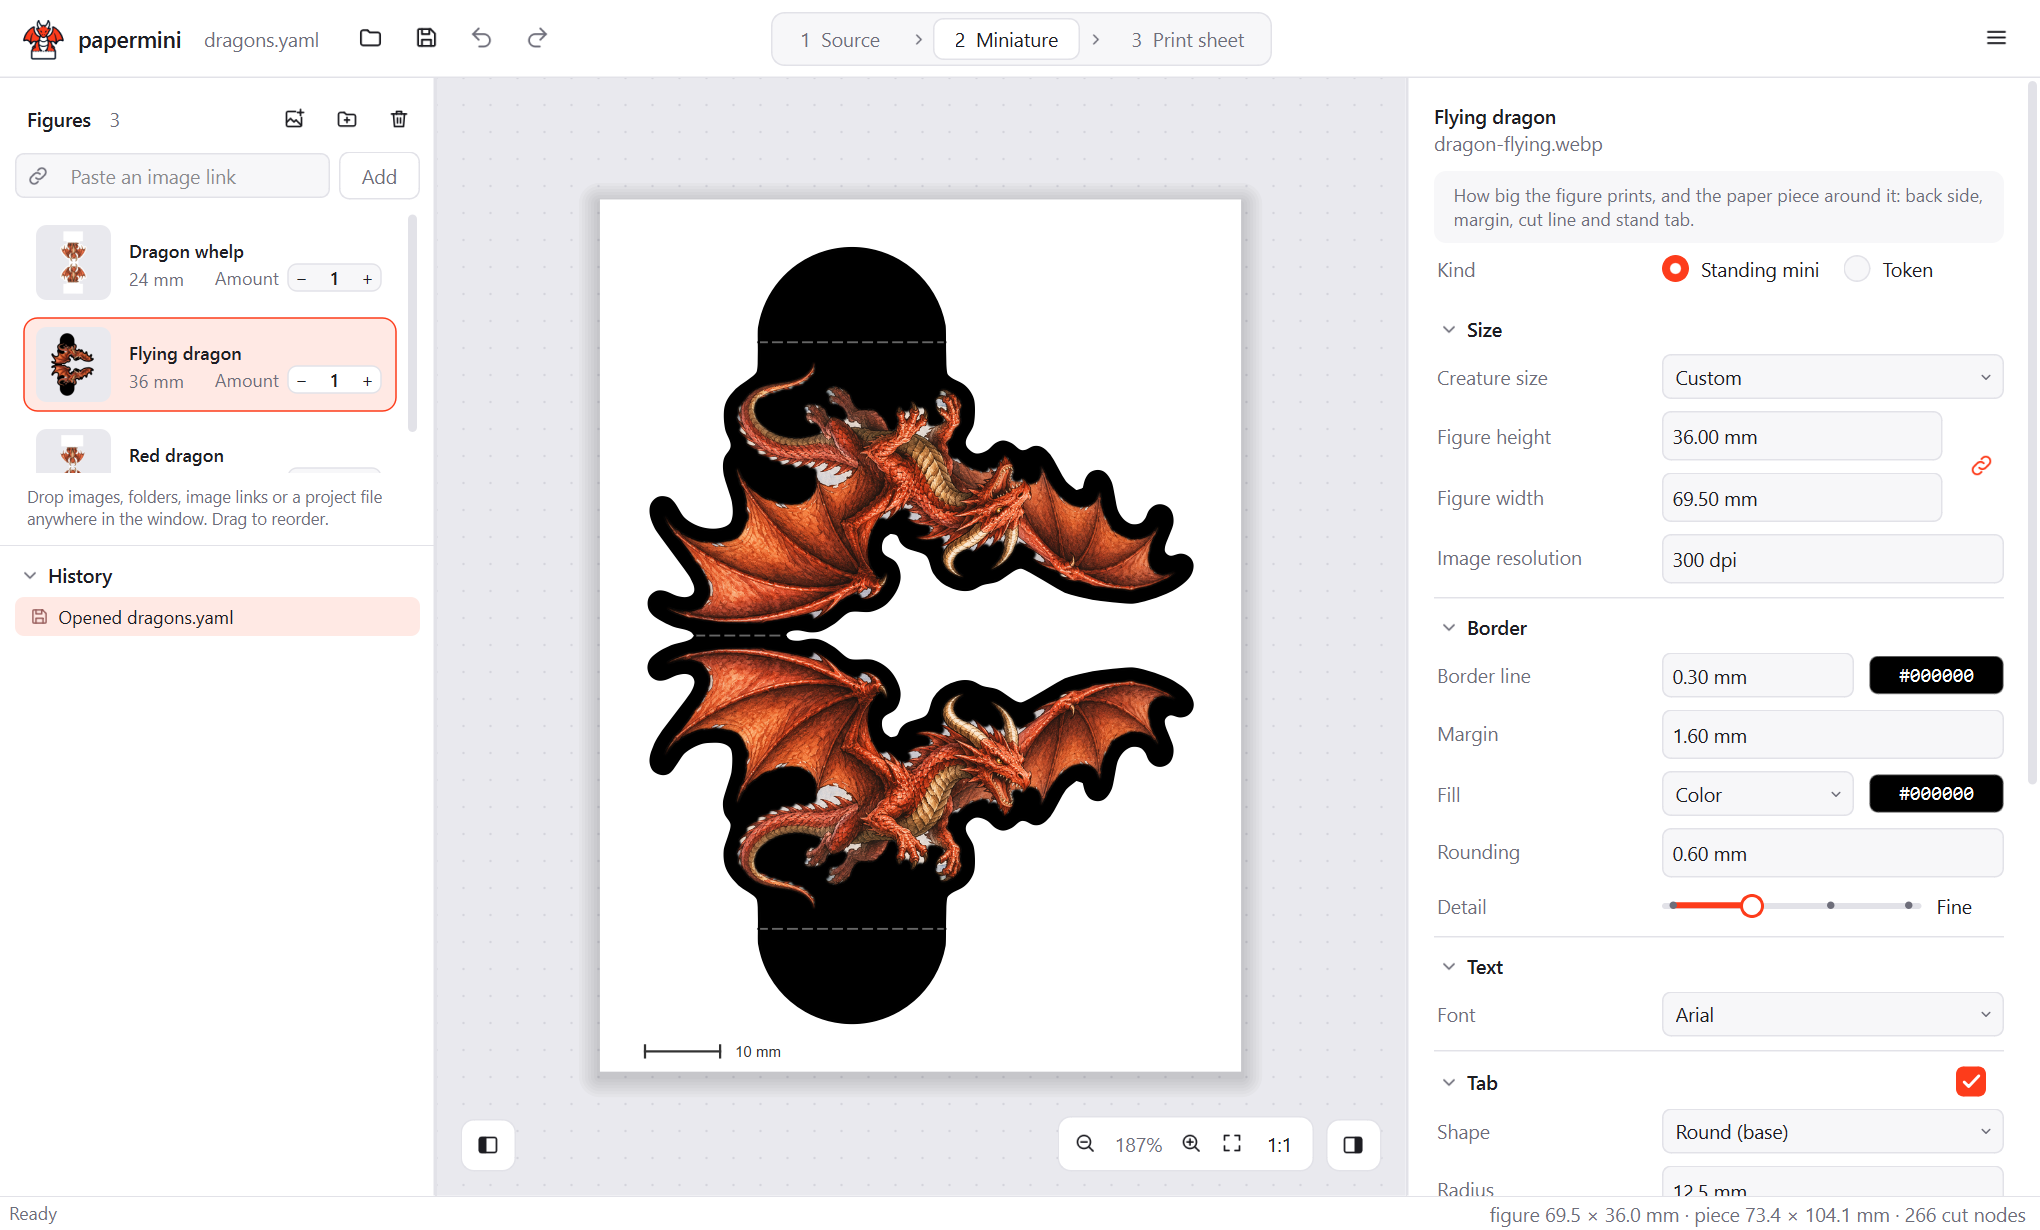 papermini dragons.yaml
1 Source
2 Miniature
3 Print sheet
Figures 3
Paste an image link
Add
Dragon whelp
24 mm Amount − 1 +
Flying dragon
36 mm Amount − 1 +
Red dragon
Drop images, folders, image links or a project file
anywhere in the window. Drag to reorder.
History
Opened dragons.yaml
10 mm
187%
1:1
Flying dragon
dragon-flying.webp
How big the figure prints, and the paper piece around it: back side,
margin, cut line and stand tab.
Kind Standing mini Token
Size
Creature size Custom
Figure height 36.00 mm
Figure width 69.50 mm
Image resolution 300 dpi
Border
Border line 0.30 mm #000000
Margin 1.60 mm
Fill Color #000000
Rounding 0.60 mm
Detail Fine
Text
Font Arial
Tab
Shape Round (base)
Radius 12.5 mm
Ready
figure 69.5 × 36.0 mm · piece 73.4 × 104.1 mm · 266 cut nodes